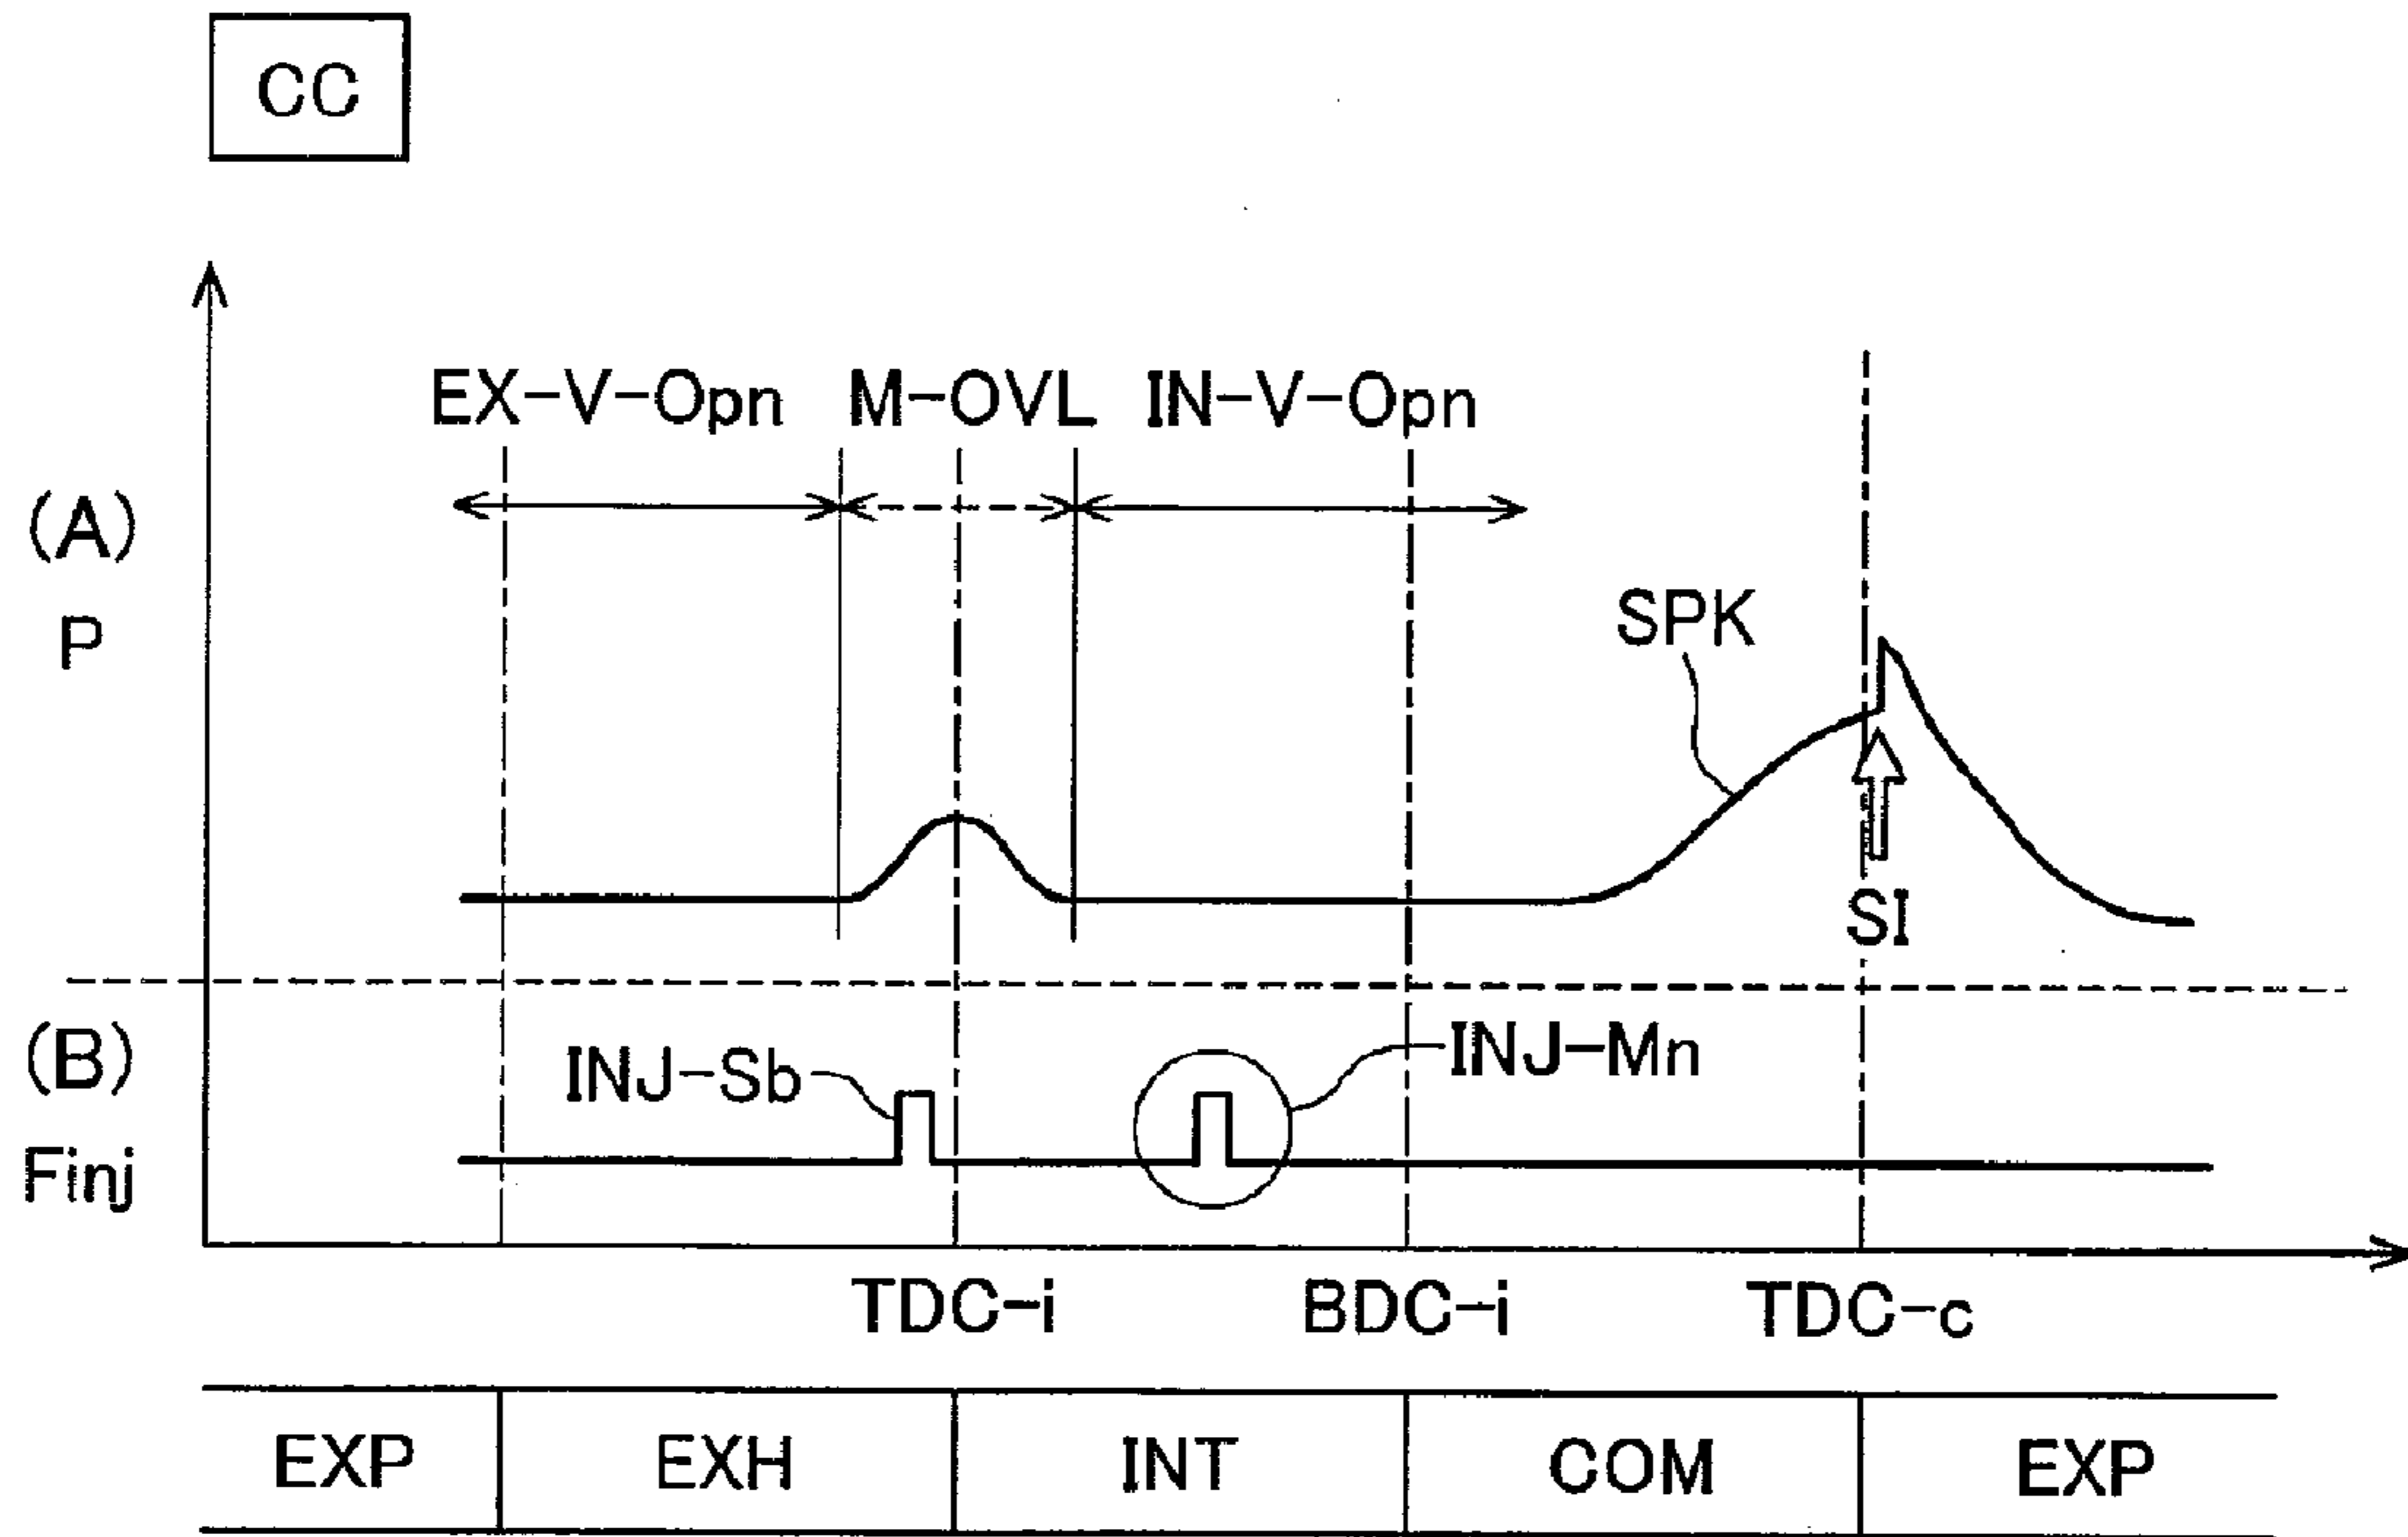 CC
EX-V-Opn M-OVL IN-V-Opn
(A)
P
SPK
SI
(B)
Finj
INJ-Sb
INJ-Mn
TDC-i BDC-i TDC-c
EXP EXH INT COM EXP